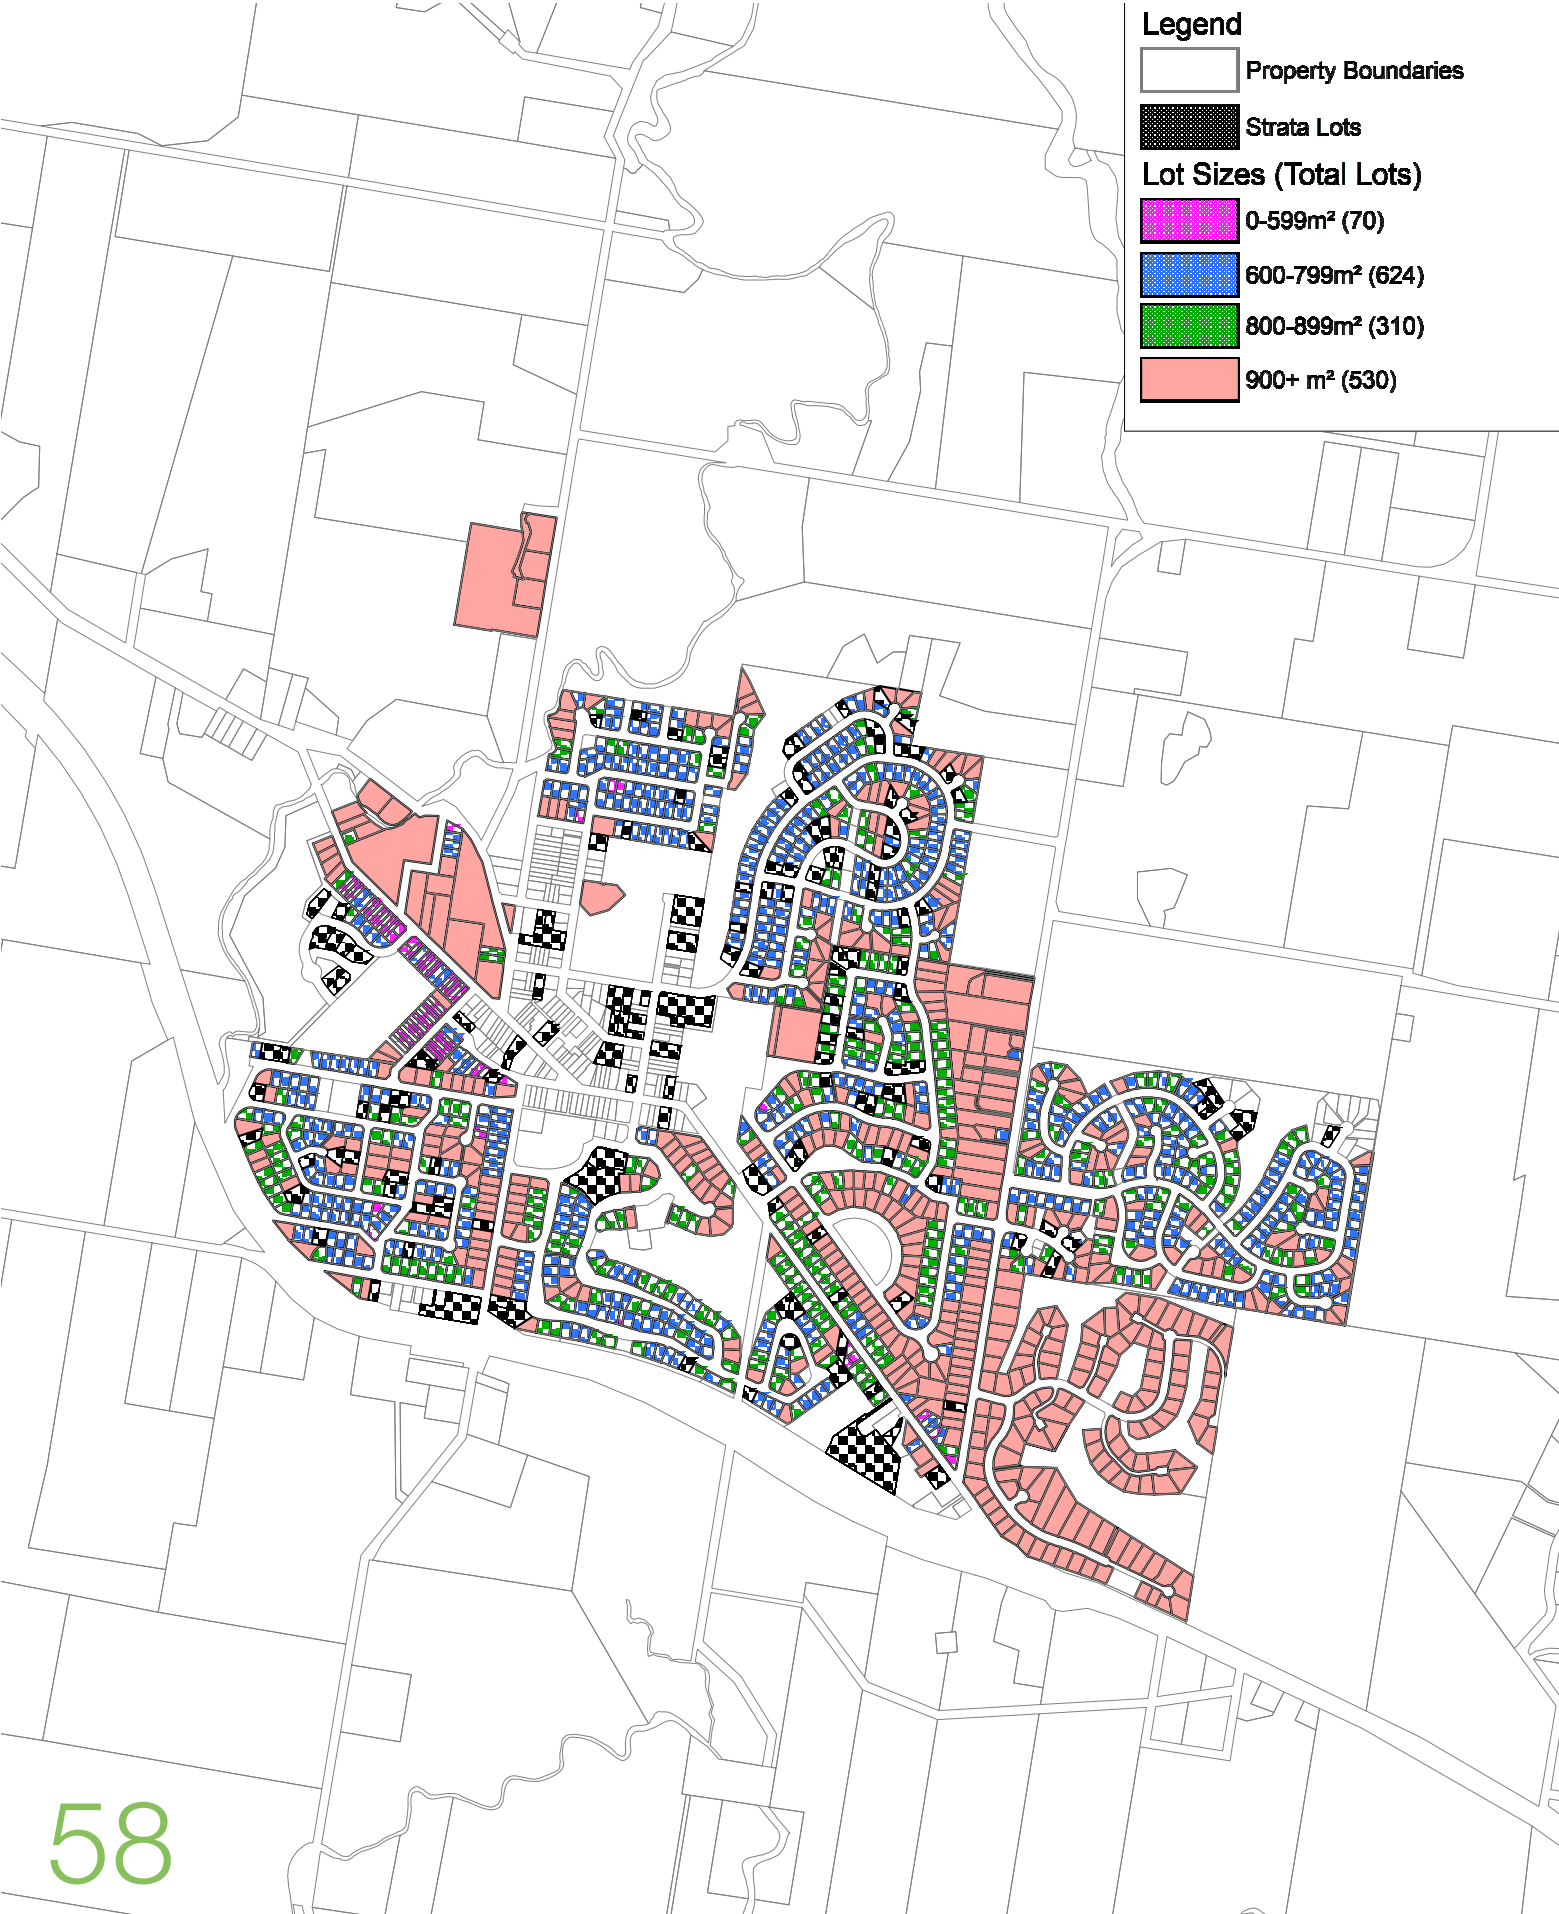 Legend
Property Boundaries
Strata Lots
Lot Sizes (Total Lots)
0-599m² (70)
600-799m² (624)
800-899m² (310)
900+ m² (530)
58